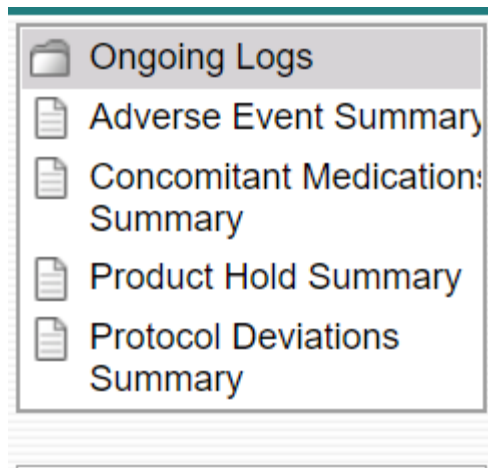 Ongoing Logs
Adverse Event Summary
Concomitant Medications
Summary
Product Hold Summary
Protocol Deviations
Summary